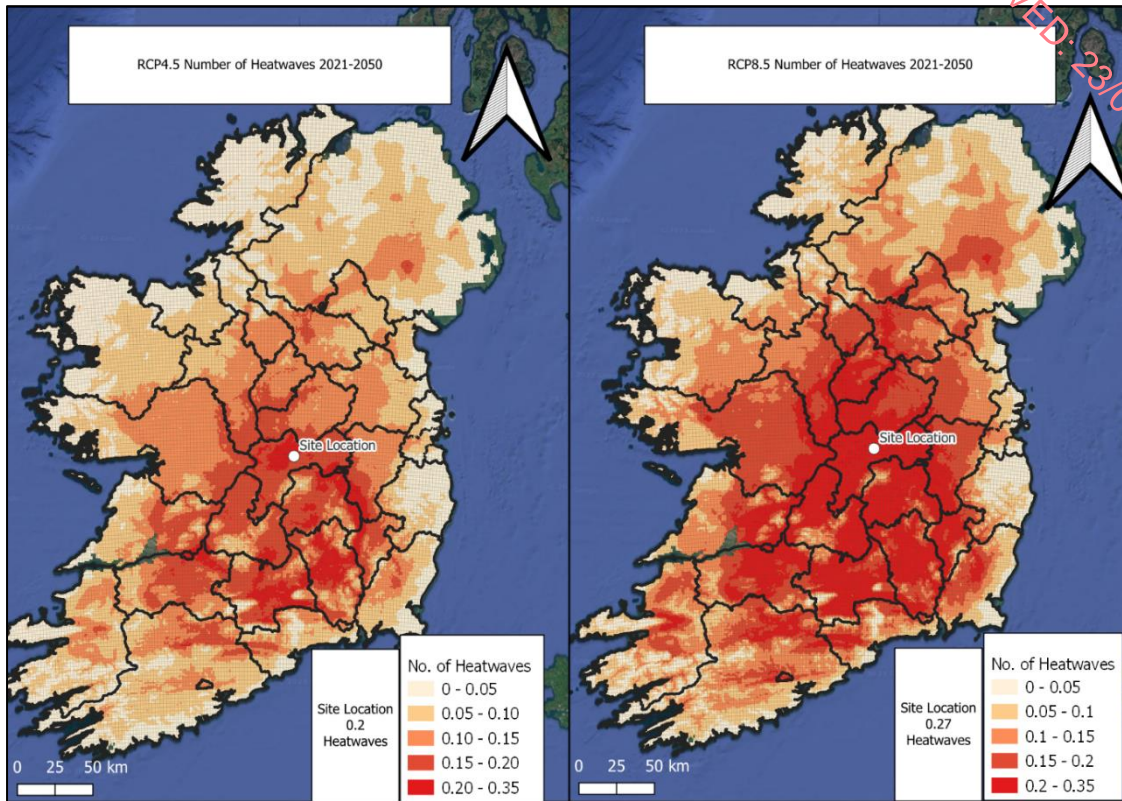 RCP4.5 Number of Heatwaves 2021-2050
Site Location
Site Location
0.2
Heatwaves
No. of Heatwaves
0 - 0.05
0.05 - 0.10
0.10 - 0.15
0.15 - 0.20
0.20 - 0.35
0 25 50 km
RCP8.5 Number of Heatwaves 2021-2050
Site Location
Site Location
0.27
Heatwaves
No. of Heatwaves
0 - 0.05
0.05 - 0.1
0.1 - 0.15
0.15 - 0.2
0.2 - 0.35
0 25 50 km